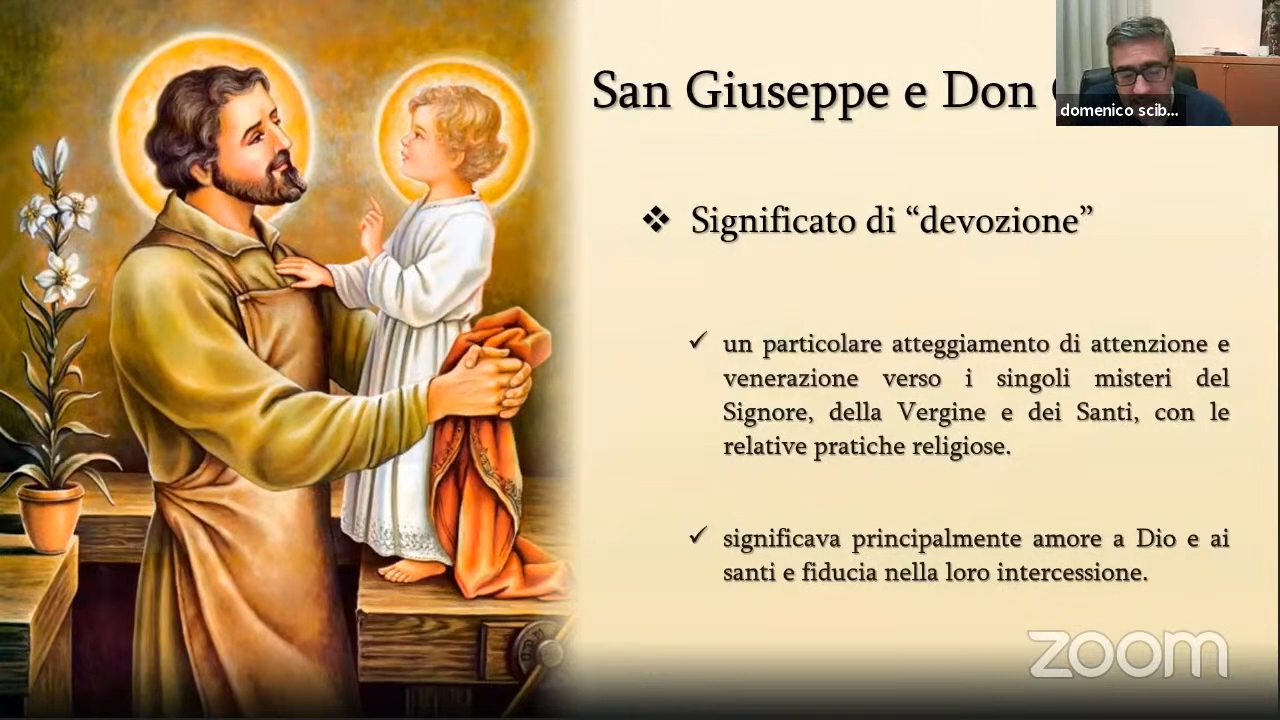 San Giuseppe e Don
domenico scib...
❖ Significato di “devozione”
✓ un particolare atteggiamento di attenzione e
venerazione verso i singoli misteri del
Signore, della Vergine e dei Santi, con le
relative pratiche religiose.
✓ significava principalmente amore a Dio e ai
santi e fiducia nella loro intercessione.
zoom